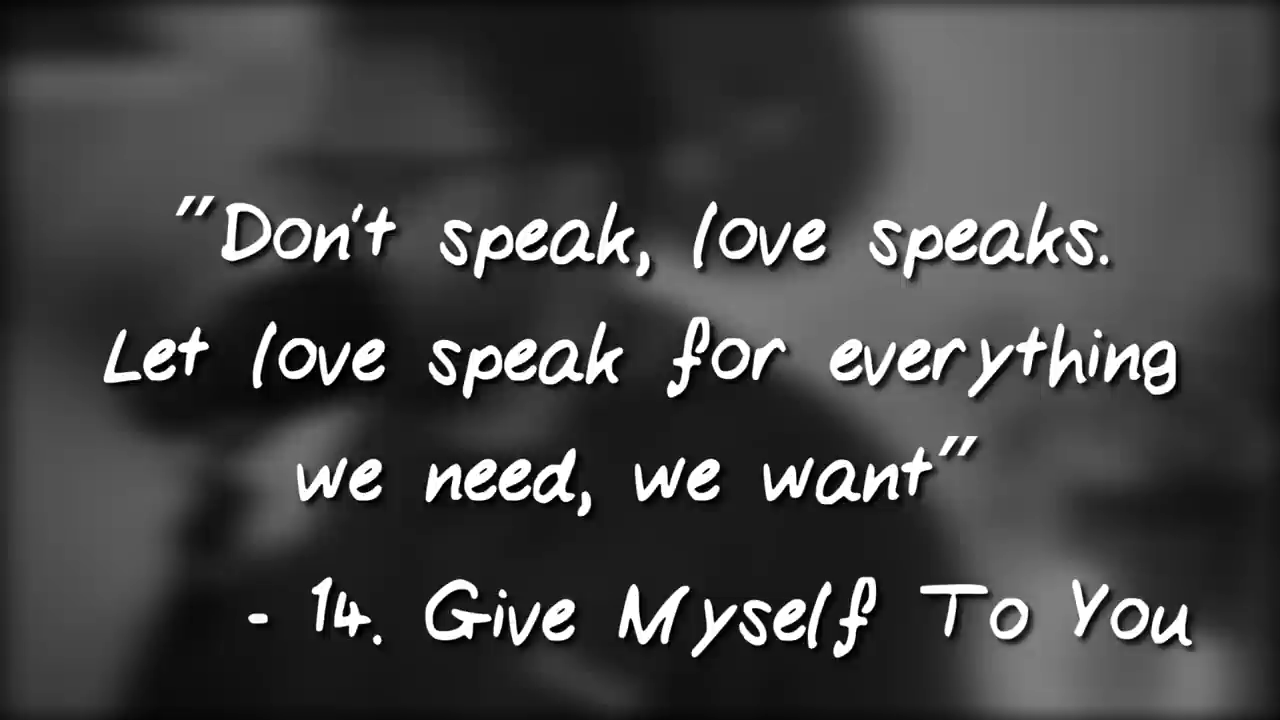 "Don't speak, love speaks.
Let love speak for everything
we need, we want"
- 14. Give Myself To You